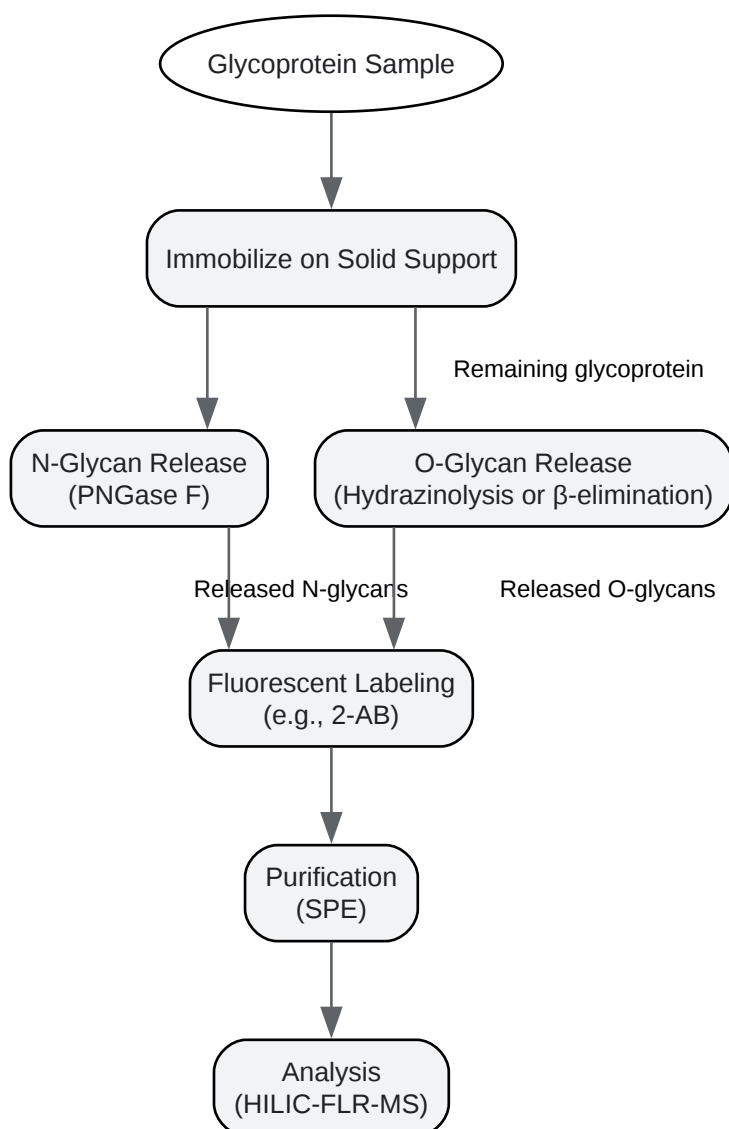 Glycoprotein Sample
Immobilize on Solid Support
Remaining glycoprotein
N-Glycan Release
(PNGase F)
O-Glycan Release
(Hydrazinolysis or β-elimination)
Released N-glycans
Released O-glycans
Fluorescent Labeling
(e.g., 2-AB)
Purification
(SPE)
Analysis
(HILIC-FLR-MS)